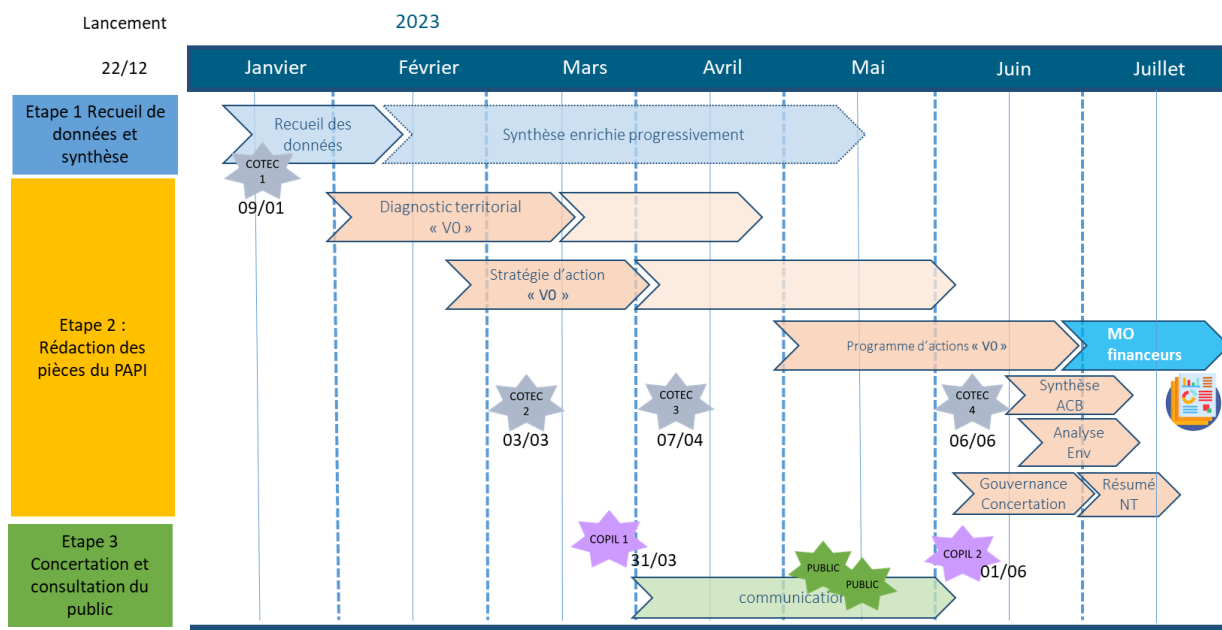 Lancement
2023
22/12
Janvier
Février
Mars
Avril
Mai
Juin
Juillet
Etape 1 Recueil de
données et
synthèse
Recueil des
données
Synthèse enrichie progressivement
COTEC
1
09/01
Etape 2 :
Rédaction des
pièces du PAPI
Diagnostic territorial
« V0 »
Stratégie d'action
« V0 »
Programme d'actions « V0 »
MO
financeurs
COTEC
2
03/03
COTEC
3
07/04
COTEC
4
06/06
Synthèse
ACB
Analyse
Env
Gouvernance
Concertation
Résumé
NT
Etape 3
Concertation et
consultation du
public
COPIL 1
31/03
PUBLIC
PUBLIC
COPIL 2
01/06
communication